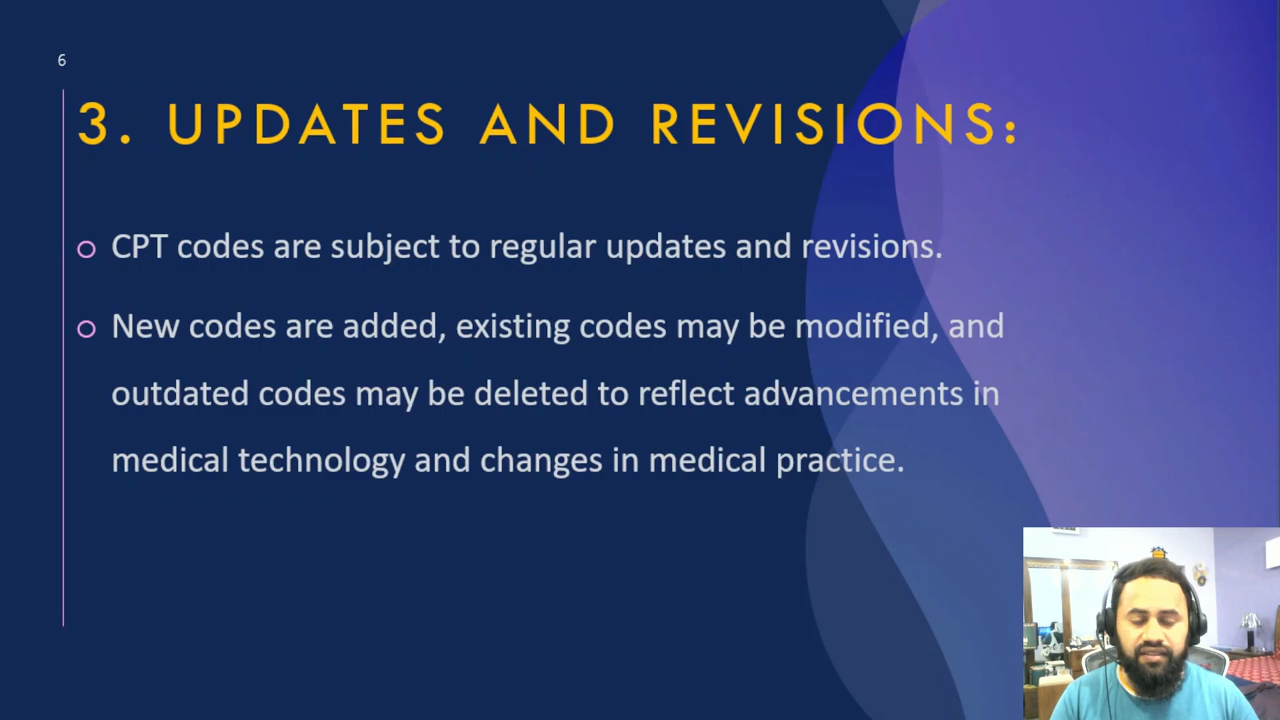 6
3. UPDATES AND REVISIONS:
CPT codes are subject to regular updates and revisions.
New codes are added, existing codes may be modified, and
outdated codes may be deleted to reflect advancements in
medical technology and changes in medical practice.